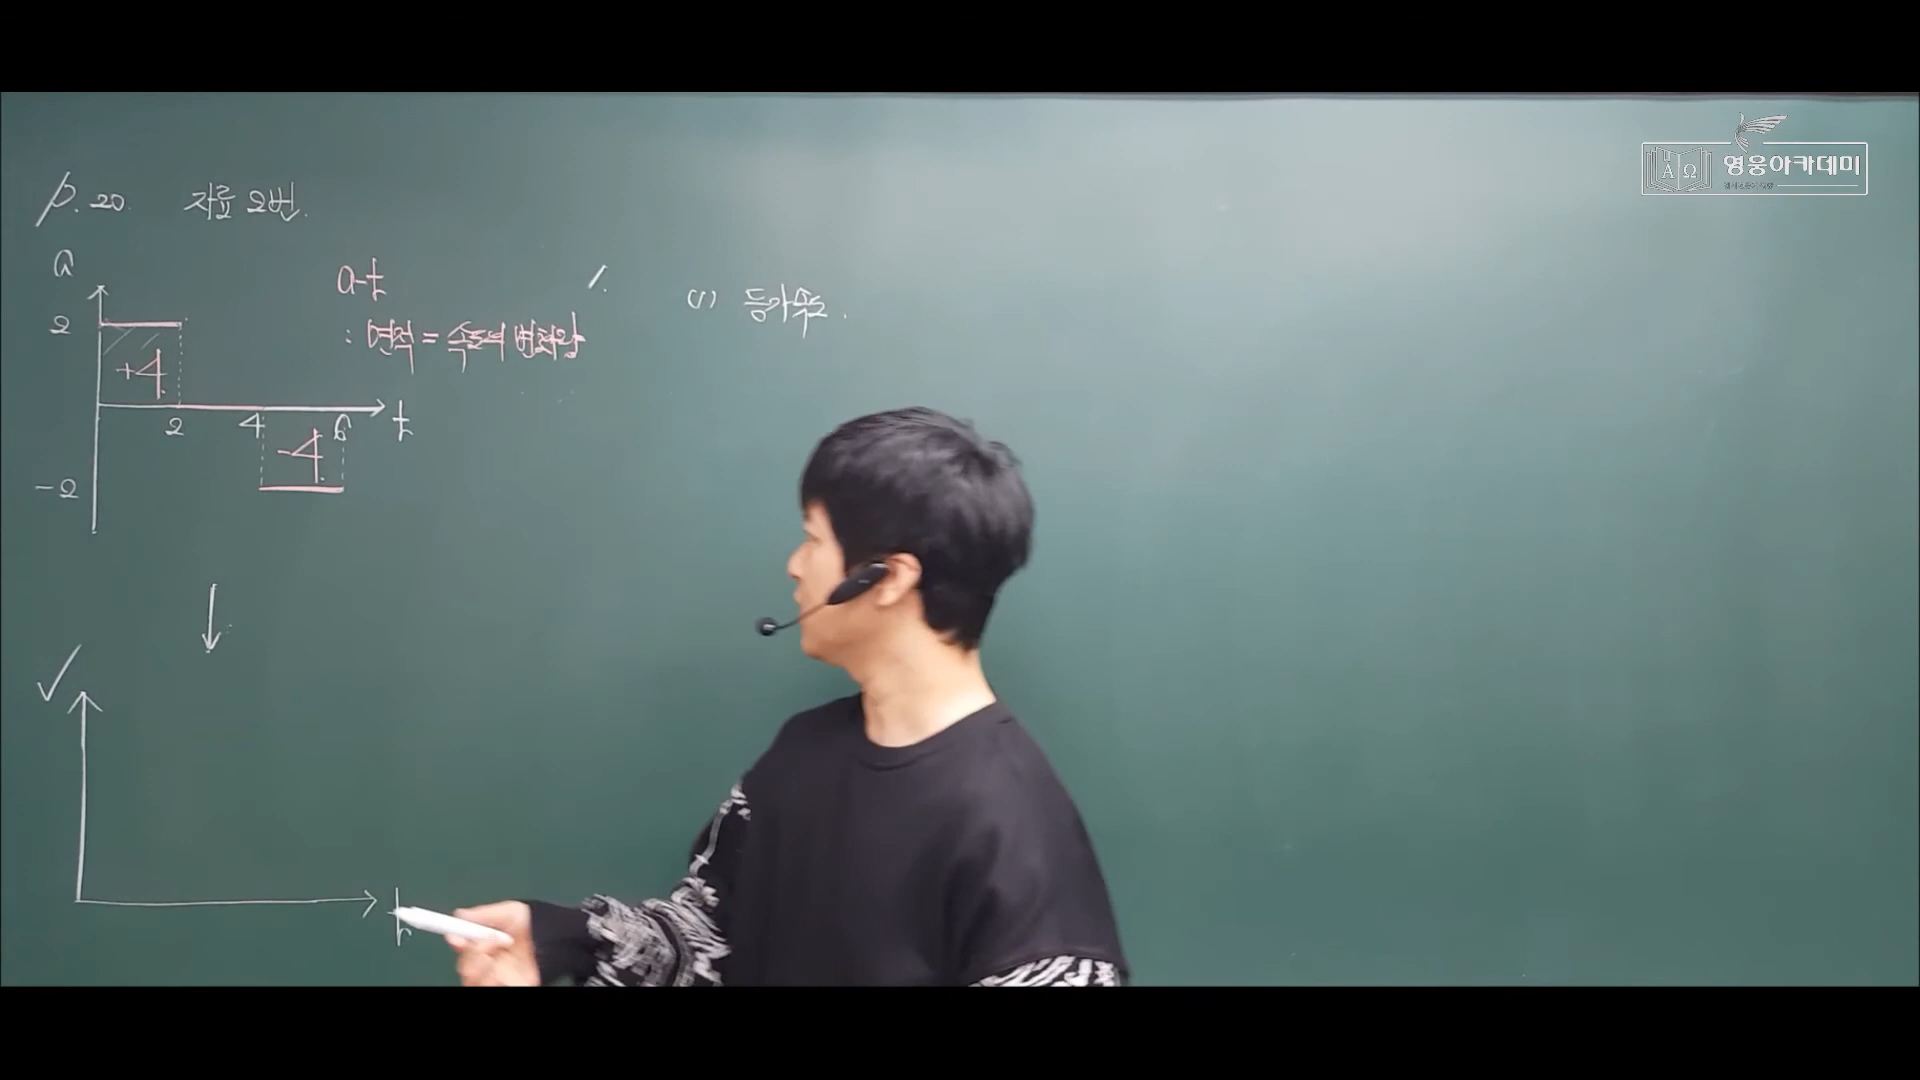 p.20. 자료 2번.
a
2
+4
2
4
6
t
-4
-2
a-t
: 면적 = 속도의 변화량
(1) 등가속도.
v
t
영웅아카데미
A Ω